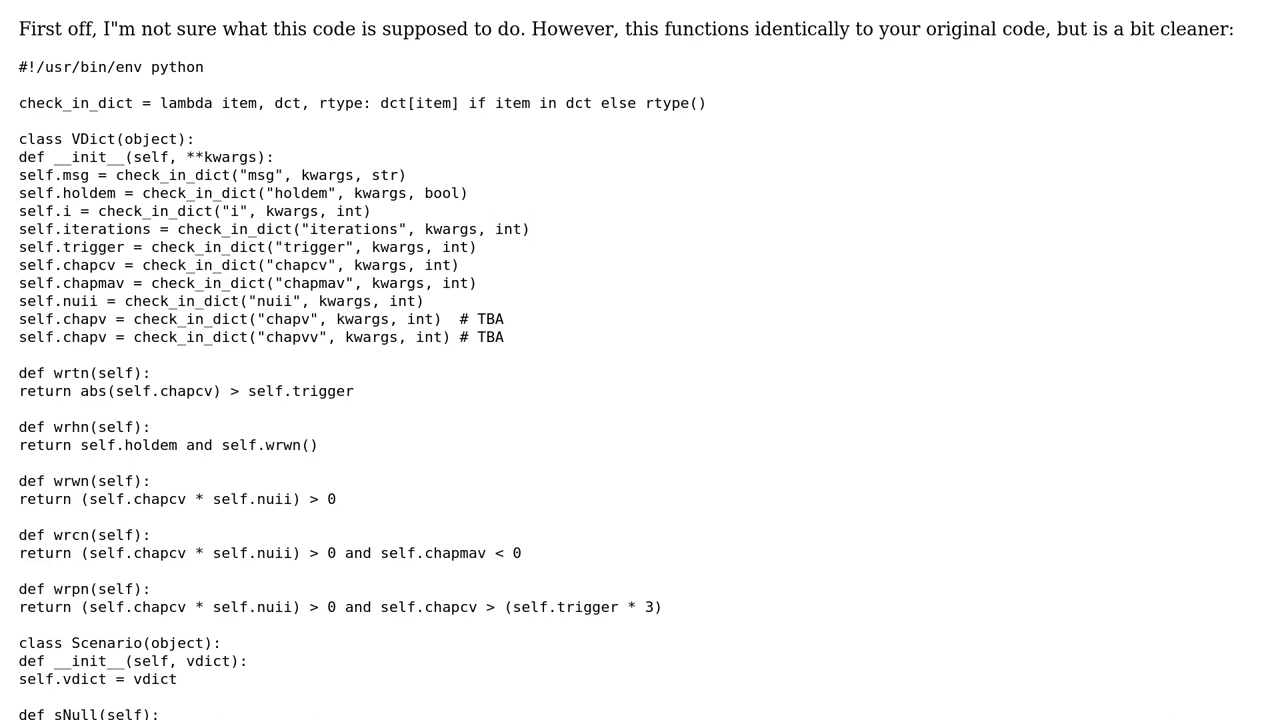 First off, I"m not sure what this code is supposed to do. However, this functions identically to your original code, but is a bit cleaner:
#!/usr/bin/env python
check_in_dict = lambda item, dct, rtype: dct[item] if item in dct else rtype()
class VDict(object):
def __init__(self, **kwargs):
self.msg = check_in_dict("msg", kwargs, str)
self.holdem = check_in_dict("holdem", kwargs, bool)
self.i = check_in_dict("i", kwargs, int)
self.iterations = check_in_dict("iterations", kwargs, int)
self.trigger = check_in_dict("trigger", kwargs, int)
self.chapcv = check_in_dict("chapcv", kwargs, int)
self.chapmav = check_in_dict("chapmav", kwargs, int)
self.nuii = check_in_dict("nuii", kwargs, int)
self.chapv = check_in_dict("chapv", kwargs, int)  # TBA
self.chapv = check_in_dict("chapvv", kwargs, int) # TBA
def wrtn(self):
return abs(self.chapcv) > self.trigger
def wrhn(self):
return self.holdem and self.wrwn()
def wrwn(self):
return (self.chapcv * self.nuii) > 0
def wrcn(self):
return (self.chapcv * self.nuii) > 0 and self.chapmav < 0
def wrpn(self):
return (self.chapcv * self.nuii) > 0 and self.chapcv > (self.trigger * 3)
class Scenario(object):
def __init__(self, vdict):
self.vdict = vdict
def sNull(self):